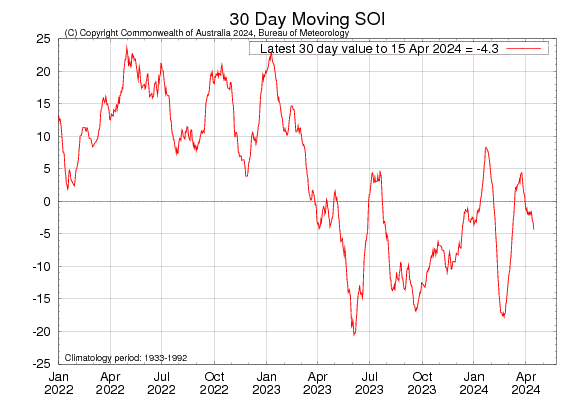 30 Day Moving SOI
(C) Copyright Commonwealth of Australia 2024, Bureau of Meteorology
Latest 30 day value to 15 Apr 2024 = -4.3
25
20
15
10
5
0
-5
-10
-15
-20
-25
Climatology period: 1933-1992
Jan Apr Jul Oct Jan Apr Jul Oct Jan Apr
2022 2022 2022 2022 2023 2023 2023 2023 2024 2024